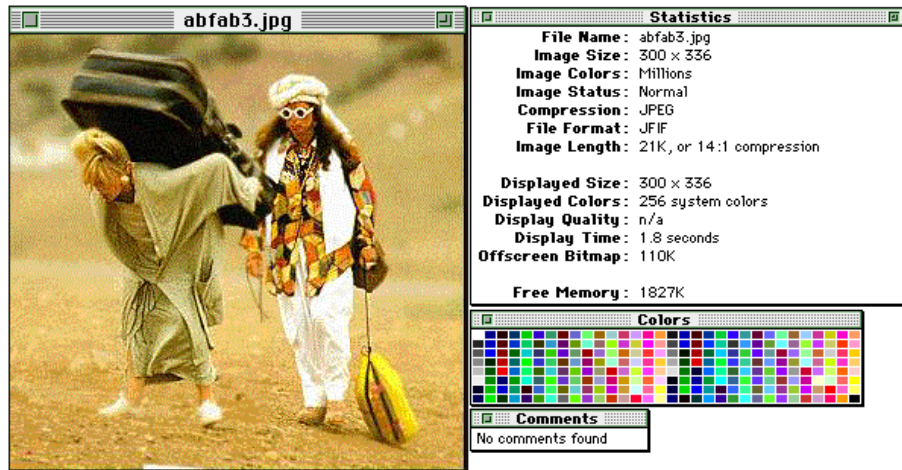 abfab3.jpg
Statistics
File Name: abfab3.jpg
Image Size: 300 x 336
Image Colors: Millions
Image Status: Normal
Compression: JPEG
File Format: JFIF
Image Length: 21K, or 14:1 compression
Displayed Size: 300 x 336
Displayed Colors: 256 system colors
Display Quality: n/a
Display Time: 1.8 seconds
Offscreen Bitmap: 110K
Free Memory: 1827K
Colors
Comments
No comments found